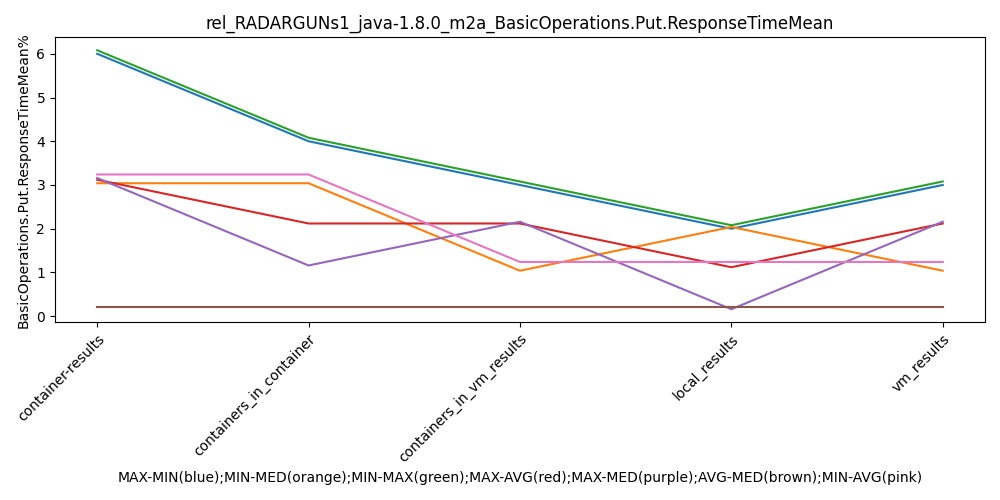 rel_RADARGUNs1_java-1.8.0_m2a_BasicOperations.Put.ResponseTimeMean
BasicOperations.Put.ResponseTimeMean%
6
5
4
3
2
1
0
container-results
containers_in_container
containers_in_vm_results
local_results
vm_results
MAX-MIN(blue);MIN-MED(orange);MIN-MAX(green);MAX-AVG(red);MAX-MED(purple);AVG-MED(brown);MIN-AVG(pink)